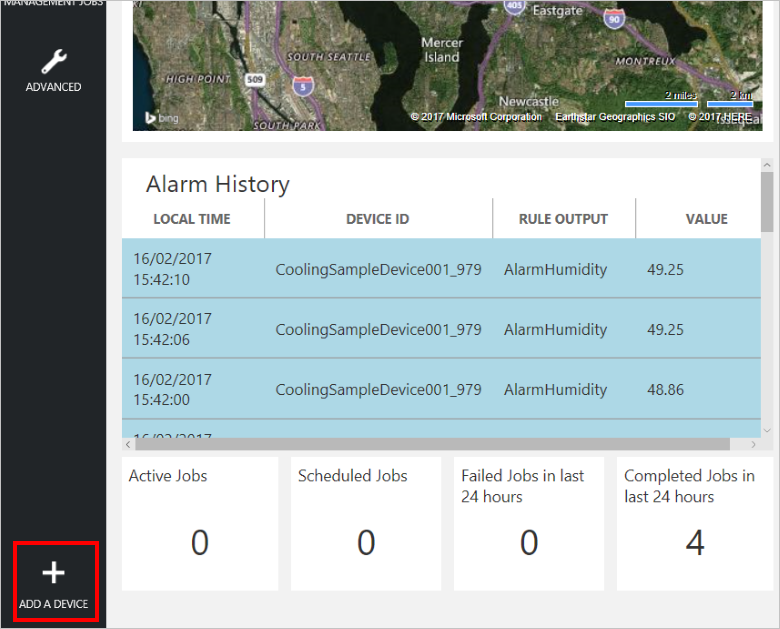 MANAGEMENT JOBS
ADVANCED
405
Eastgate
90
Mercer
Island
SOUTH SEATTLE
MONTREUX
HIGH POINT
509
5
Newcastle
2 miles
2 km
bing
SOUTH PARK
© 2017 Microsoft Corporation
Earthstar Geographics SIO
© 2017 HERE
Alarm History
LOCAL TIME
DEVICE ID
RULE OUTPUT
VALUE
16/02/2017
15:42:10
CoolingSampleDevice001_979
AlarmHumidity
49.25
16/02/2017
15:42:06
CoolingSampleDevice001_979
AlarmHumidity
49.25
16/02/2017
15:42:00
CoolingSampleDevice001_979
AlarmHumidity
48.86
16/02/2017
Active Jobs
0
Scheduled Jobs
0
Failed Jobs in last
24 hours
0
Completed Jobs in
last 24 hours
4
ADD A DEVICE